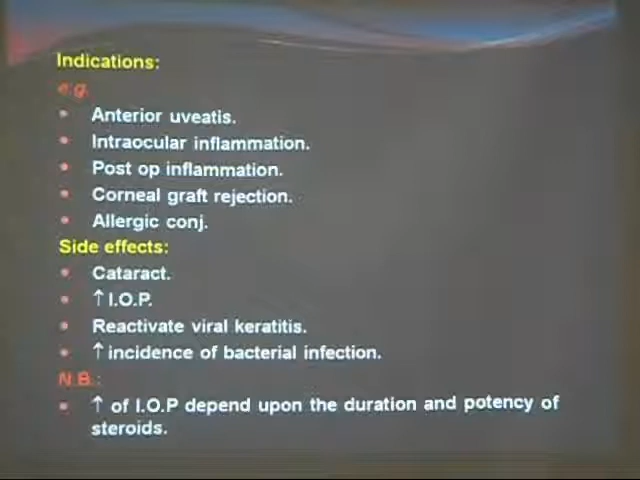 Indications:
e.g.
• Anterior uveatis.
• Intraocular inflammation.
• Post op inflammation.
• Corneal graft rejection.
• Allergic conj.
Side effects:
• Cataract.
• ↑ I.O.P.
• Reactivate viral keratitis.
• ↑ incidence of bacterial infection.
N.B.:
• ↑ of I.O.P depend upon the duration and potency of
steroids.